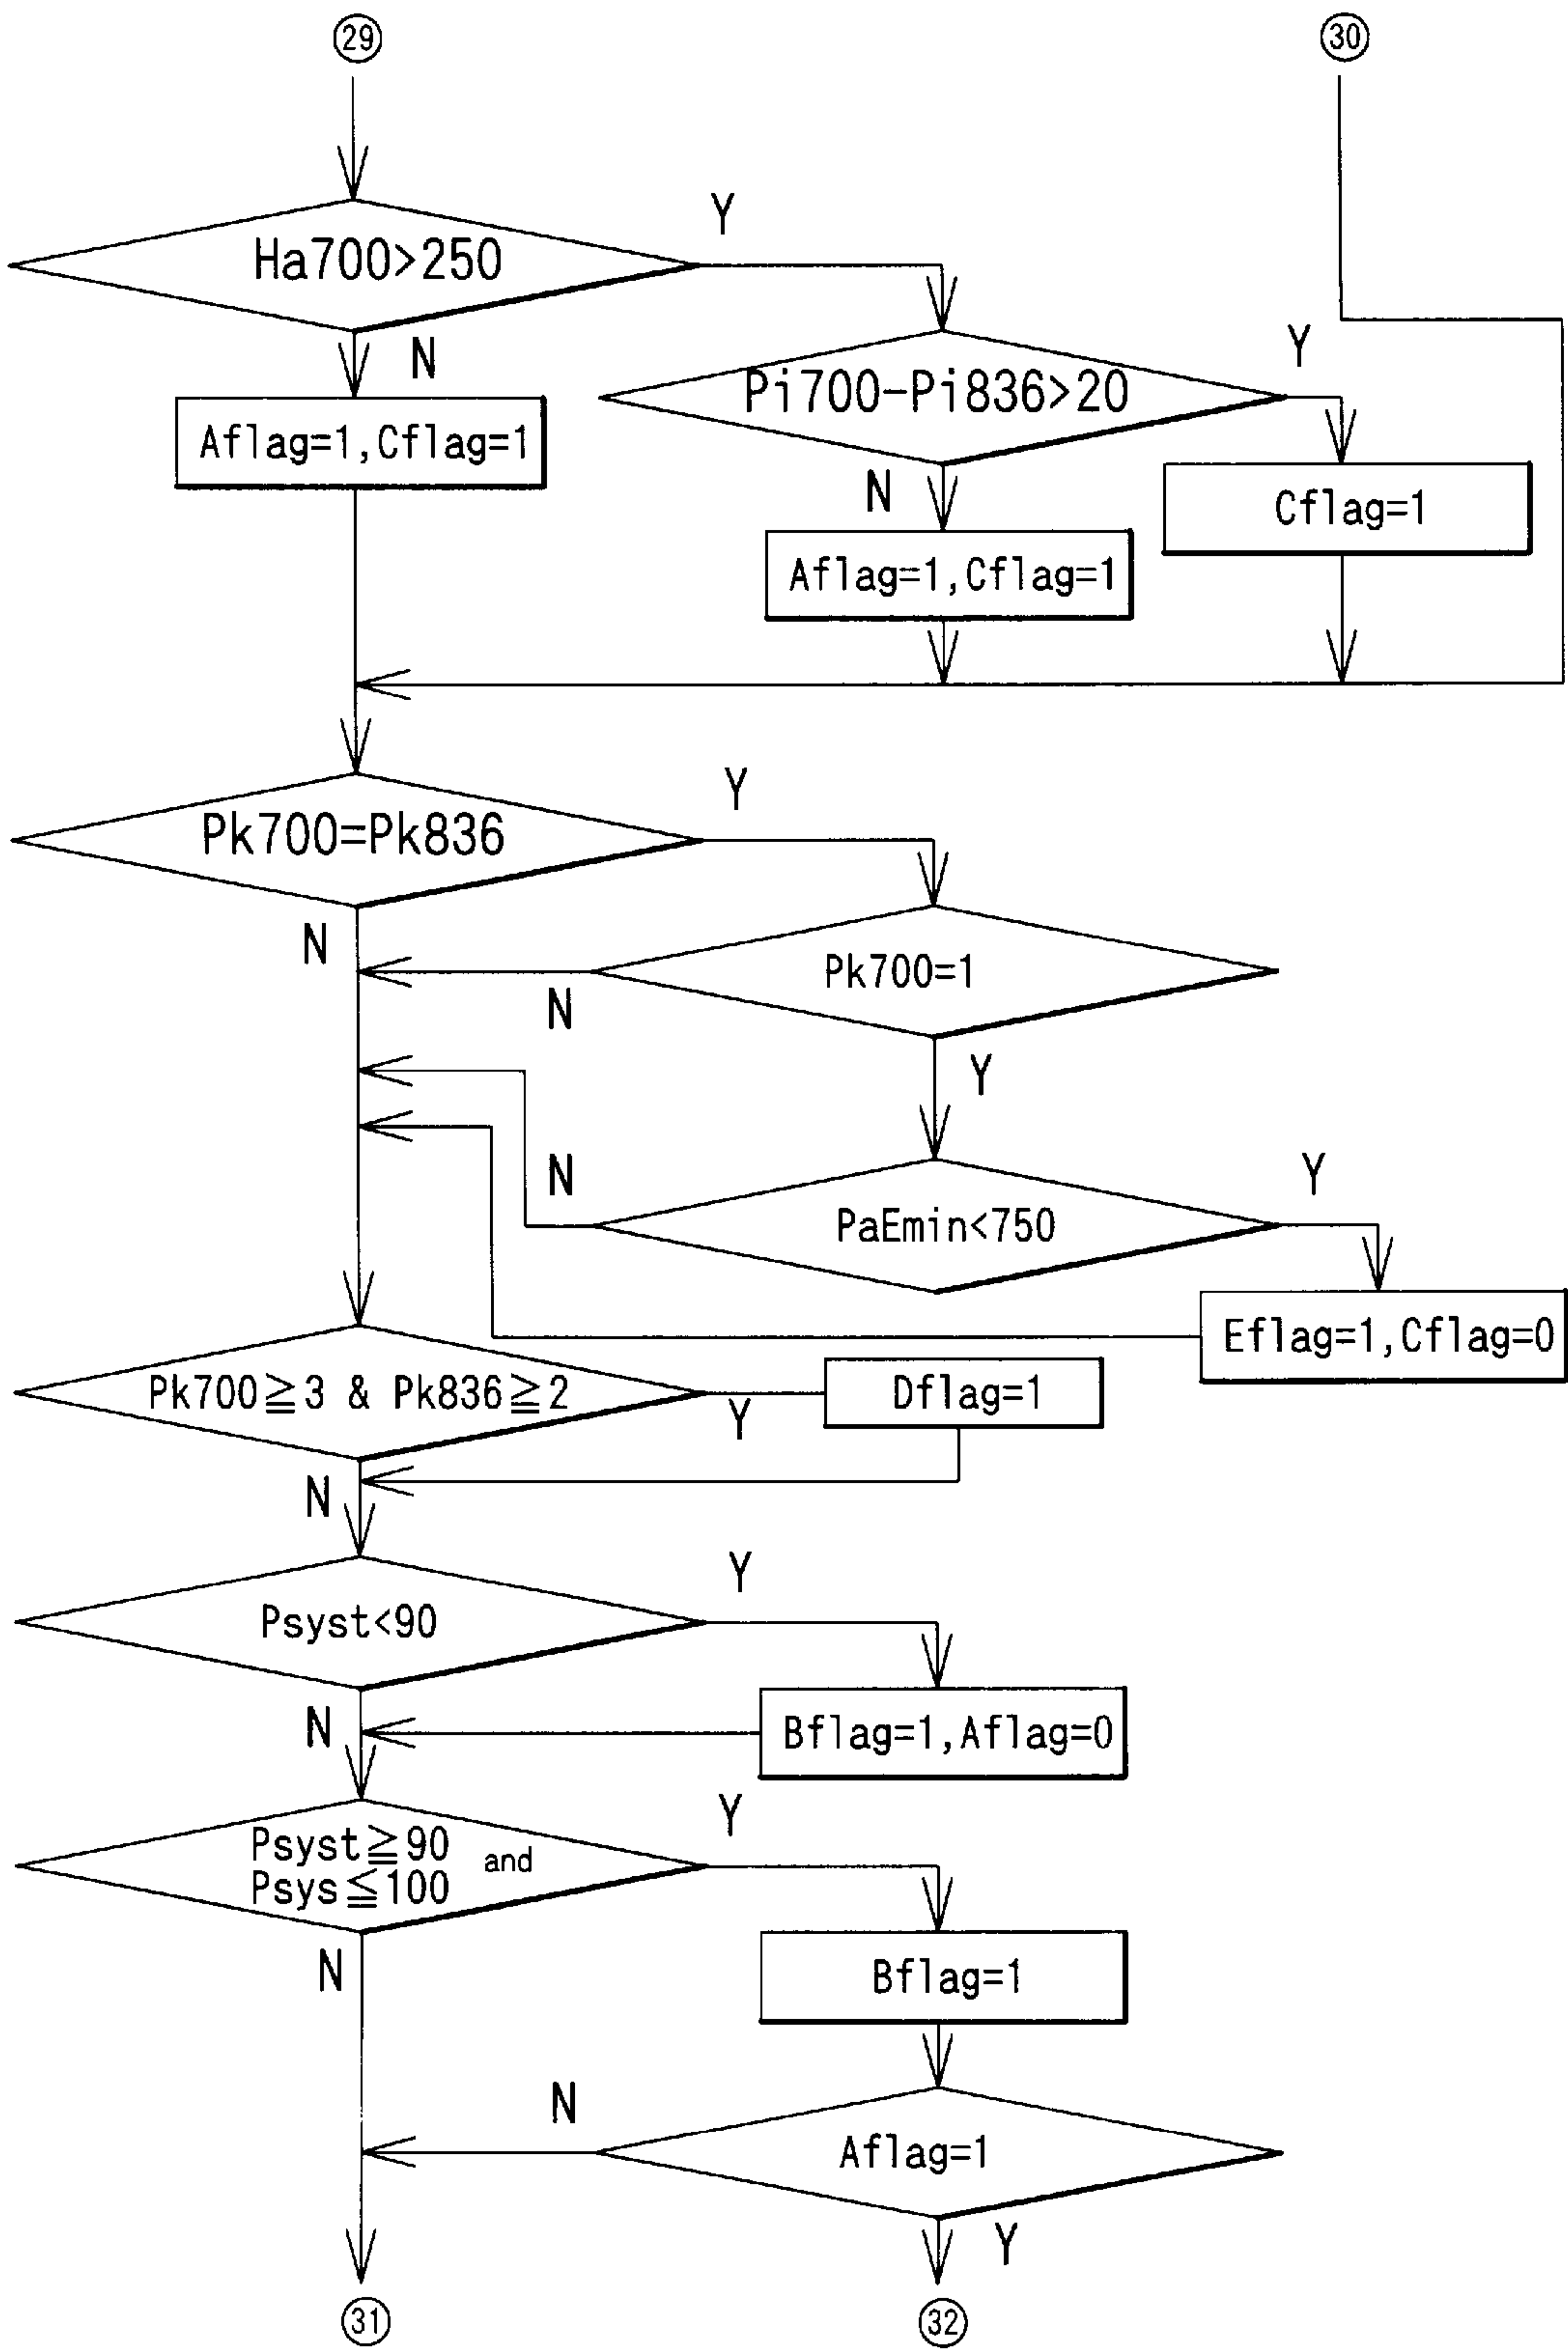 29
30
Y
Ha700>250
N
Y
Pi700-Pi836>20
Aflag=1,Cflag=1
N
Cflag=1
Aflag=1,Cflag=1
Y
Pk700=Pk836
N
Pk700=1
N
Y
N
Y
PaEmin<750
Eflag=1,Cflag=0
Pk700≧3 & Pk836≧2
Dflag=1
Y
N
Y
Psyst<90
N
Bflag=1,Aflag=0
Y
Psyst≧90 and
Psys≦100
N
Bflag=1
N
Aflag=1
Y
31
32